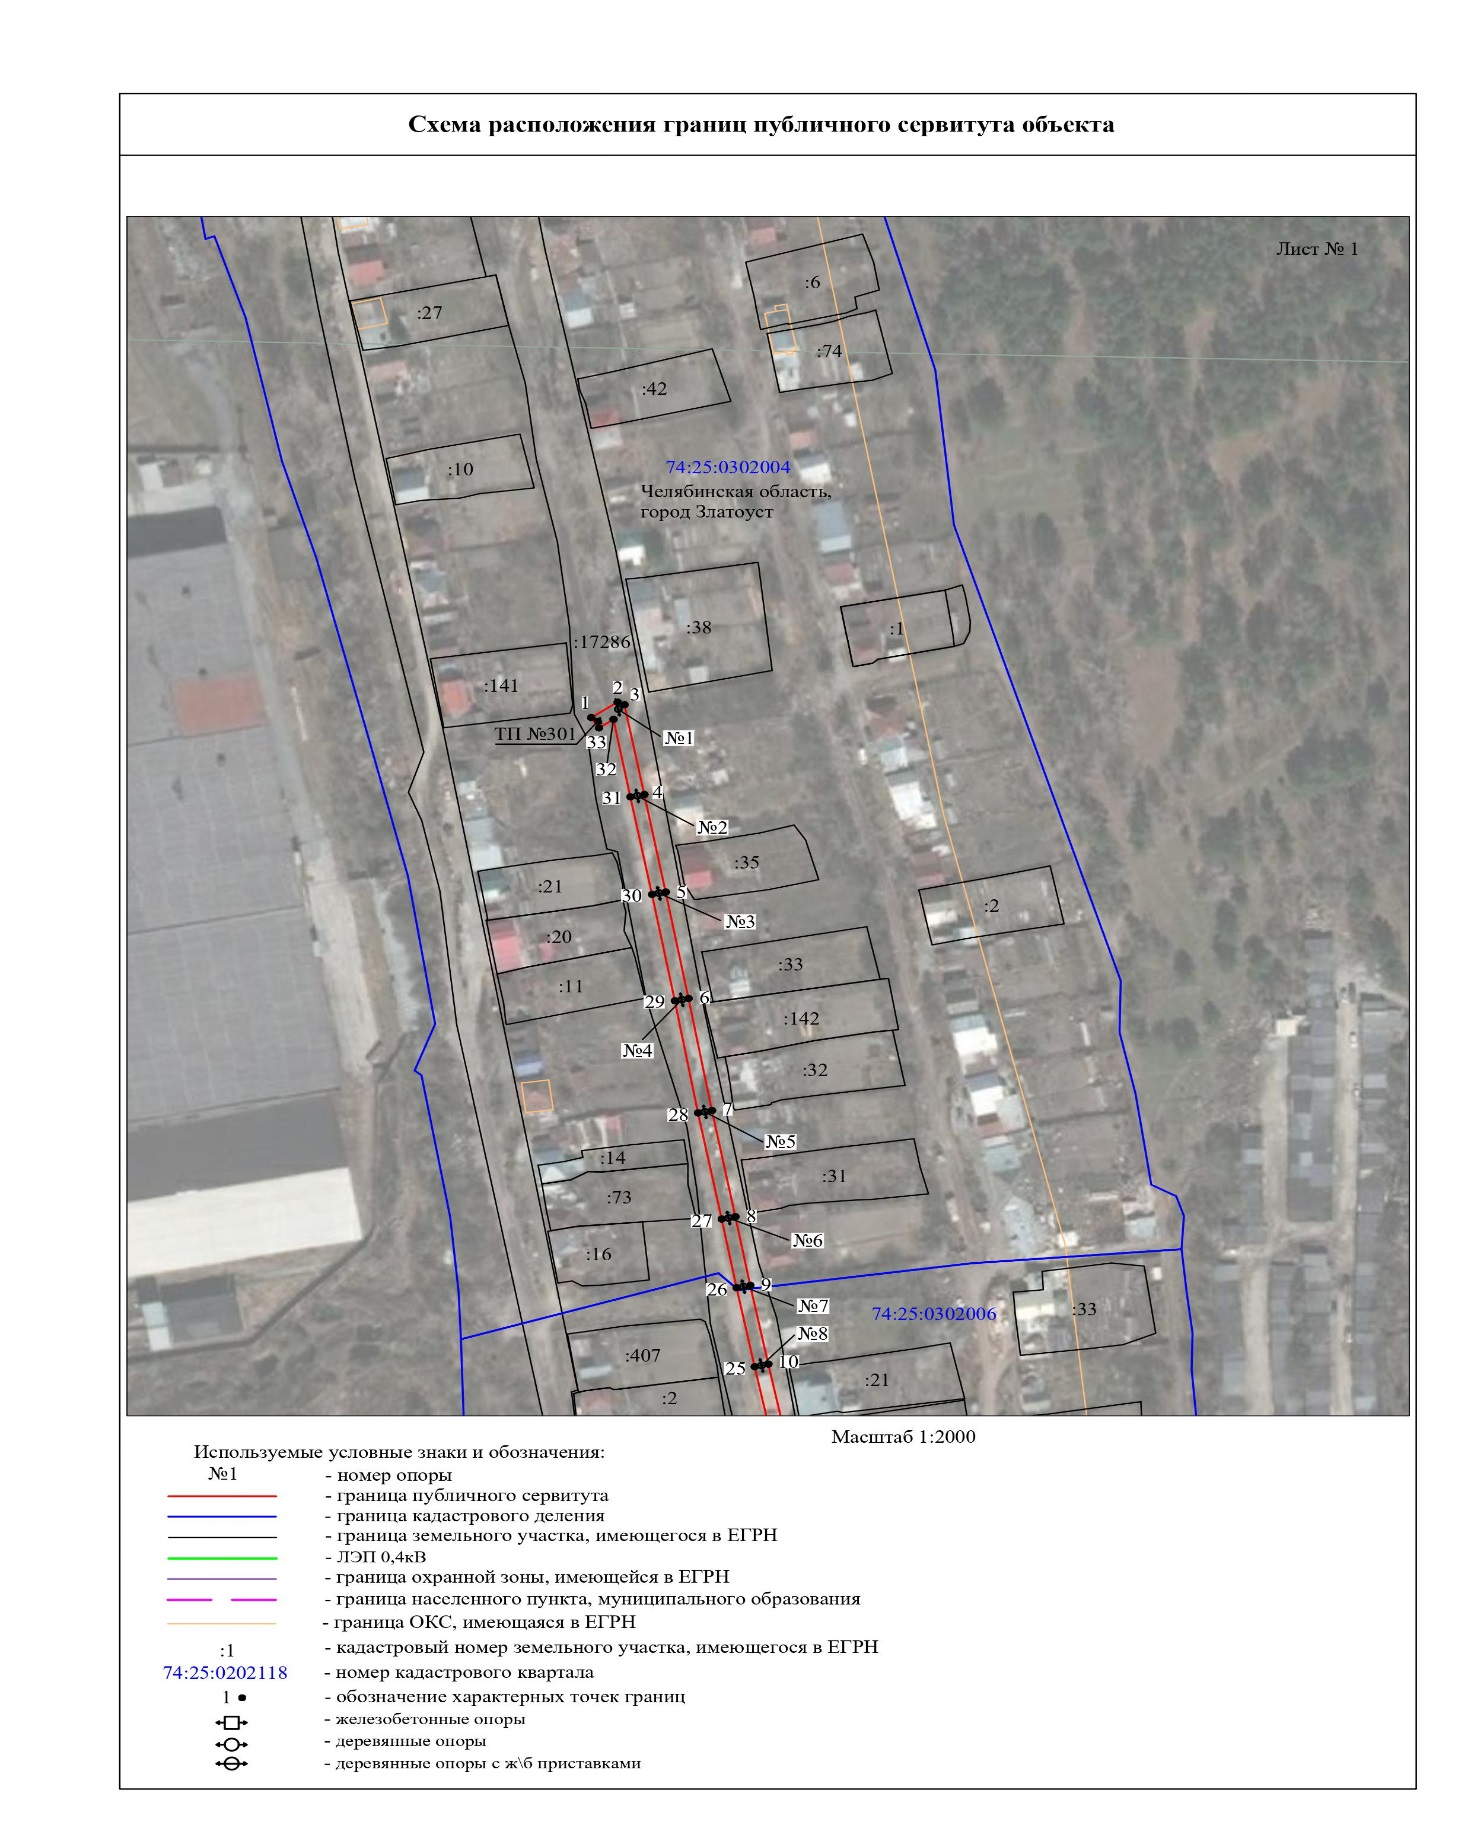 Схема расположения границ публичного сервитута объекта
Лист № 1
:6
:27
:74
:42
74:25:0302004
:10
Челябинская область,
город Златоуст
:38
:1
:17286
:141
1
2
3
ТП №301
33
№1
32
31
4
№2
:35
:21
30
5
:2
№3
:20
:33
:11
29
6
:142
№4
:32
28
7
№5
:14
:31
:73
27
8
№6
:16
26
9
№7
74:25:0302006
:33
№8
:407
25
10
:21
:2
Масштаб 1:2000
Используемые условные знаки и обозначения:
№1 - номер опоры
- граница публичного сервитута
- граница кадастрового деления
- граница земельного участка, имеющегося в ЕГРН
- ЛЭП 0,4кВ
- граница охранной зоны, имеющейся в ЕГРН
- граница населенного пункта, муниципального образования
- граница ОКС, имеющаяся в ЕГРН
:1 - кадастровый номер земельного участка, имеющегося в ЕГРН
74:25:0202118 - номер кадастрового квартала
1 - обозначение характерных точек границ
- железобетонные опоры
- деревянные опоры
- деревянные опоры с ж\б приставками